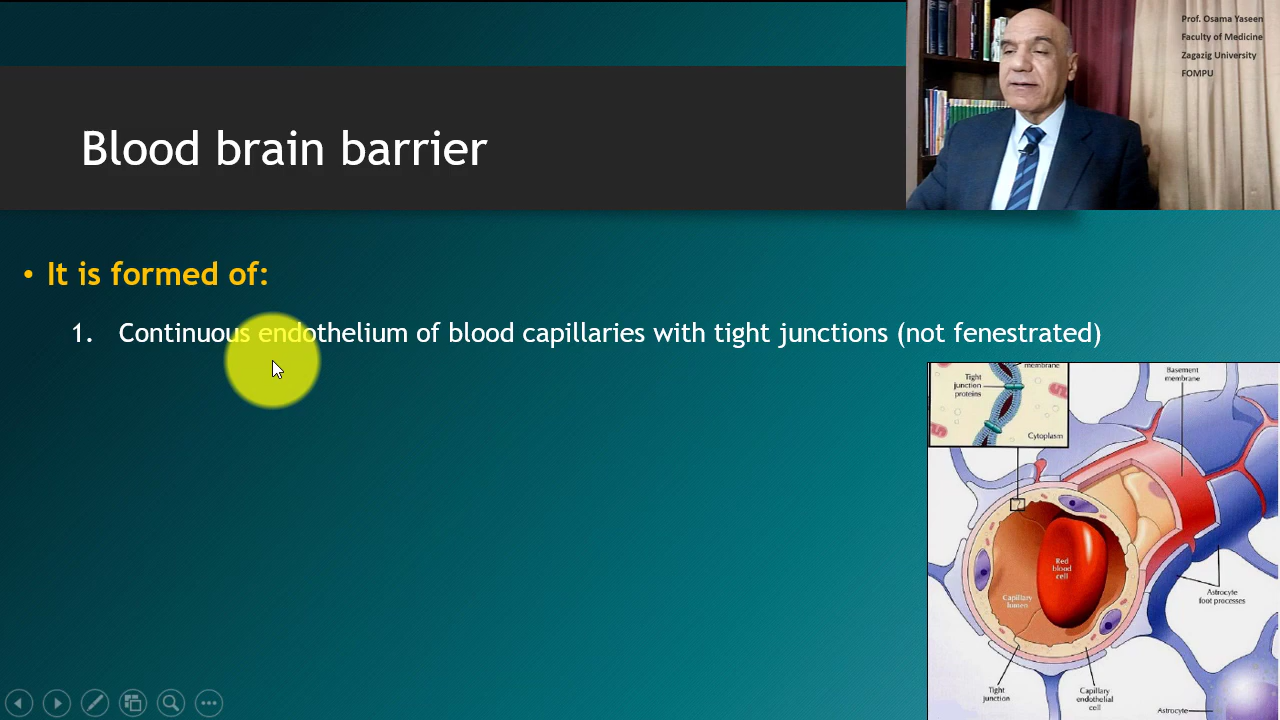 Prof. Osama Yaseen
Faculty of Medicine
Zagazig University
FOMPU
Blood brain barrier
• It is formed of:
1. Continuous endothelium of blood capillaries with tight junctions (not fenestrated)
membrane
Tight
junction
proteins
Cytoplasm
Basement
membrane
Red
blood
cell
Capillary
lumen
Astrocyte
foot processes
Tight
junction
Capillary
endothelial
cell
Astrocyte